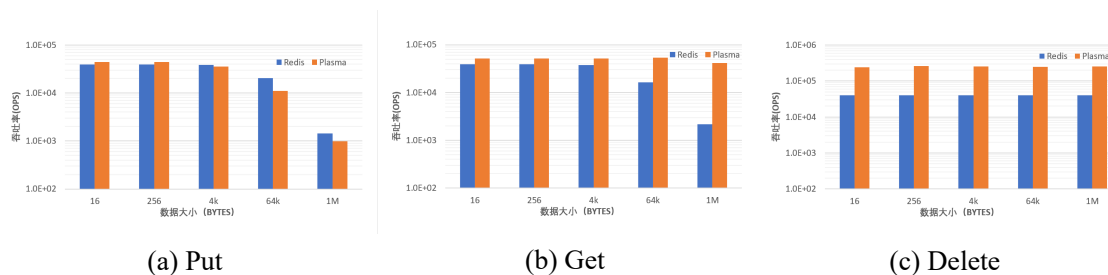 1.0E+05
1.0E+04
1.0E+03
1.0E+02
吞吐率(OPS)
Redis Plasma
16 256 4k 64k 1M
数据大小（BYTES）
(a) Put
1.0E+05
1.0E+04
1.0E+03
1.0E+02
吞吐率(OPS)
Redis Plasma
16 256 4k 64k 1M
数据大小（BYTES）
(b) Get
1.0E+06
1.0E+05
1.0E+04
1.0E+03
1.0E+02
吞吐率(OPS)
Redis Plasma
16 256 4k 64k 1M
数据大小（BYTES）
(c) Delete